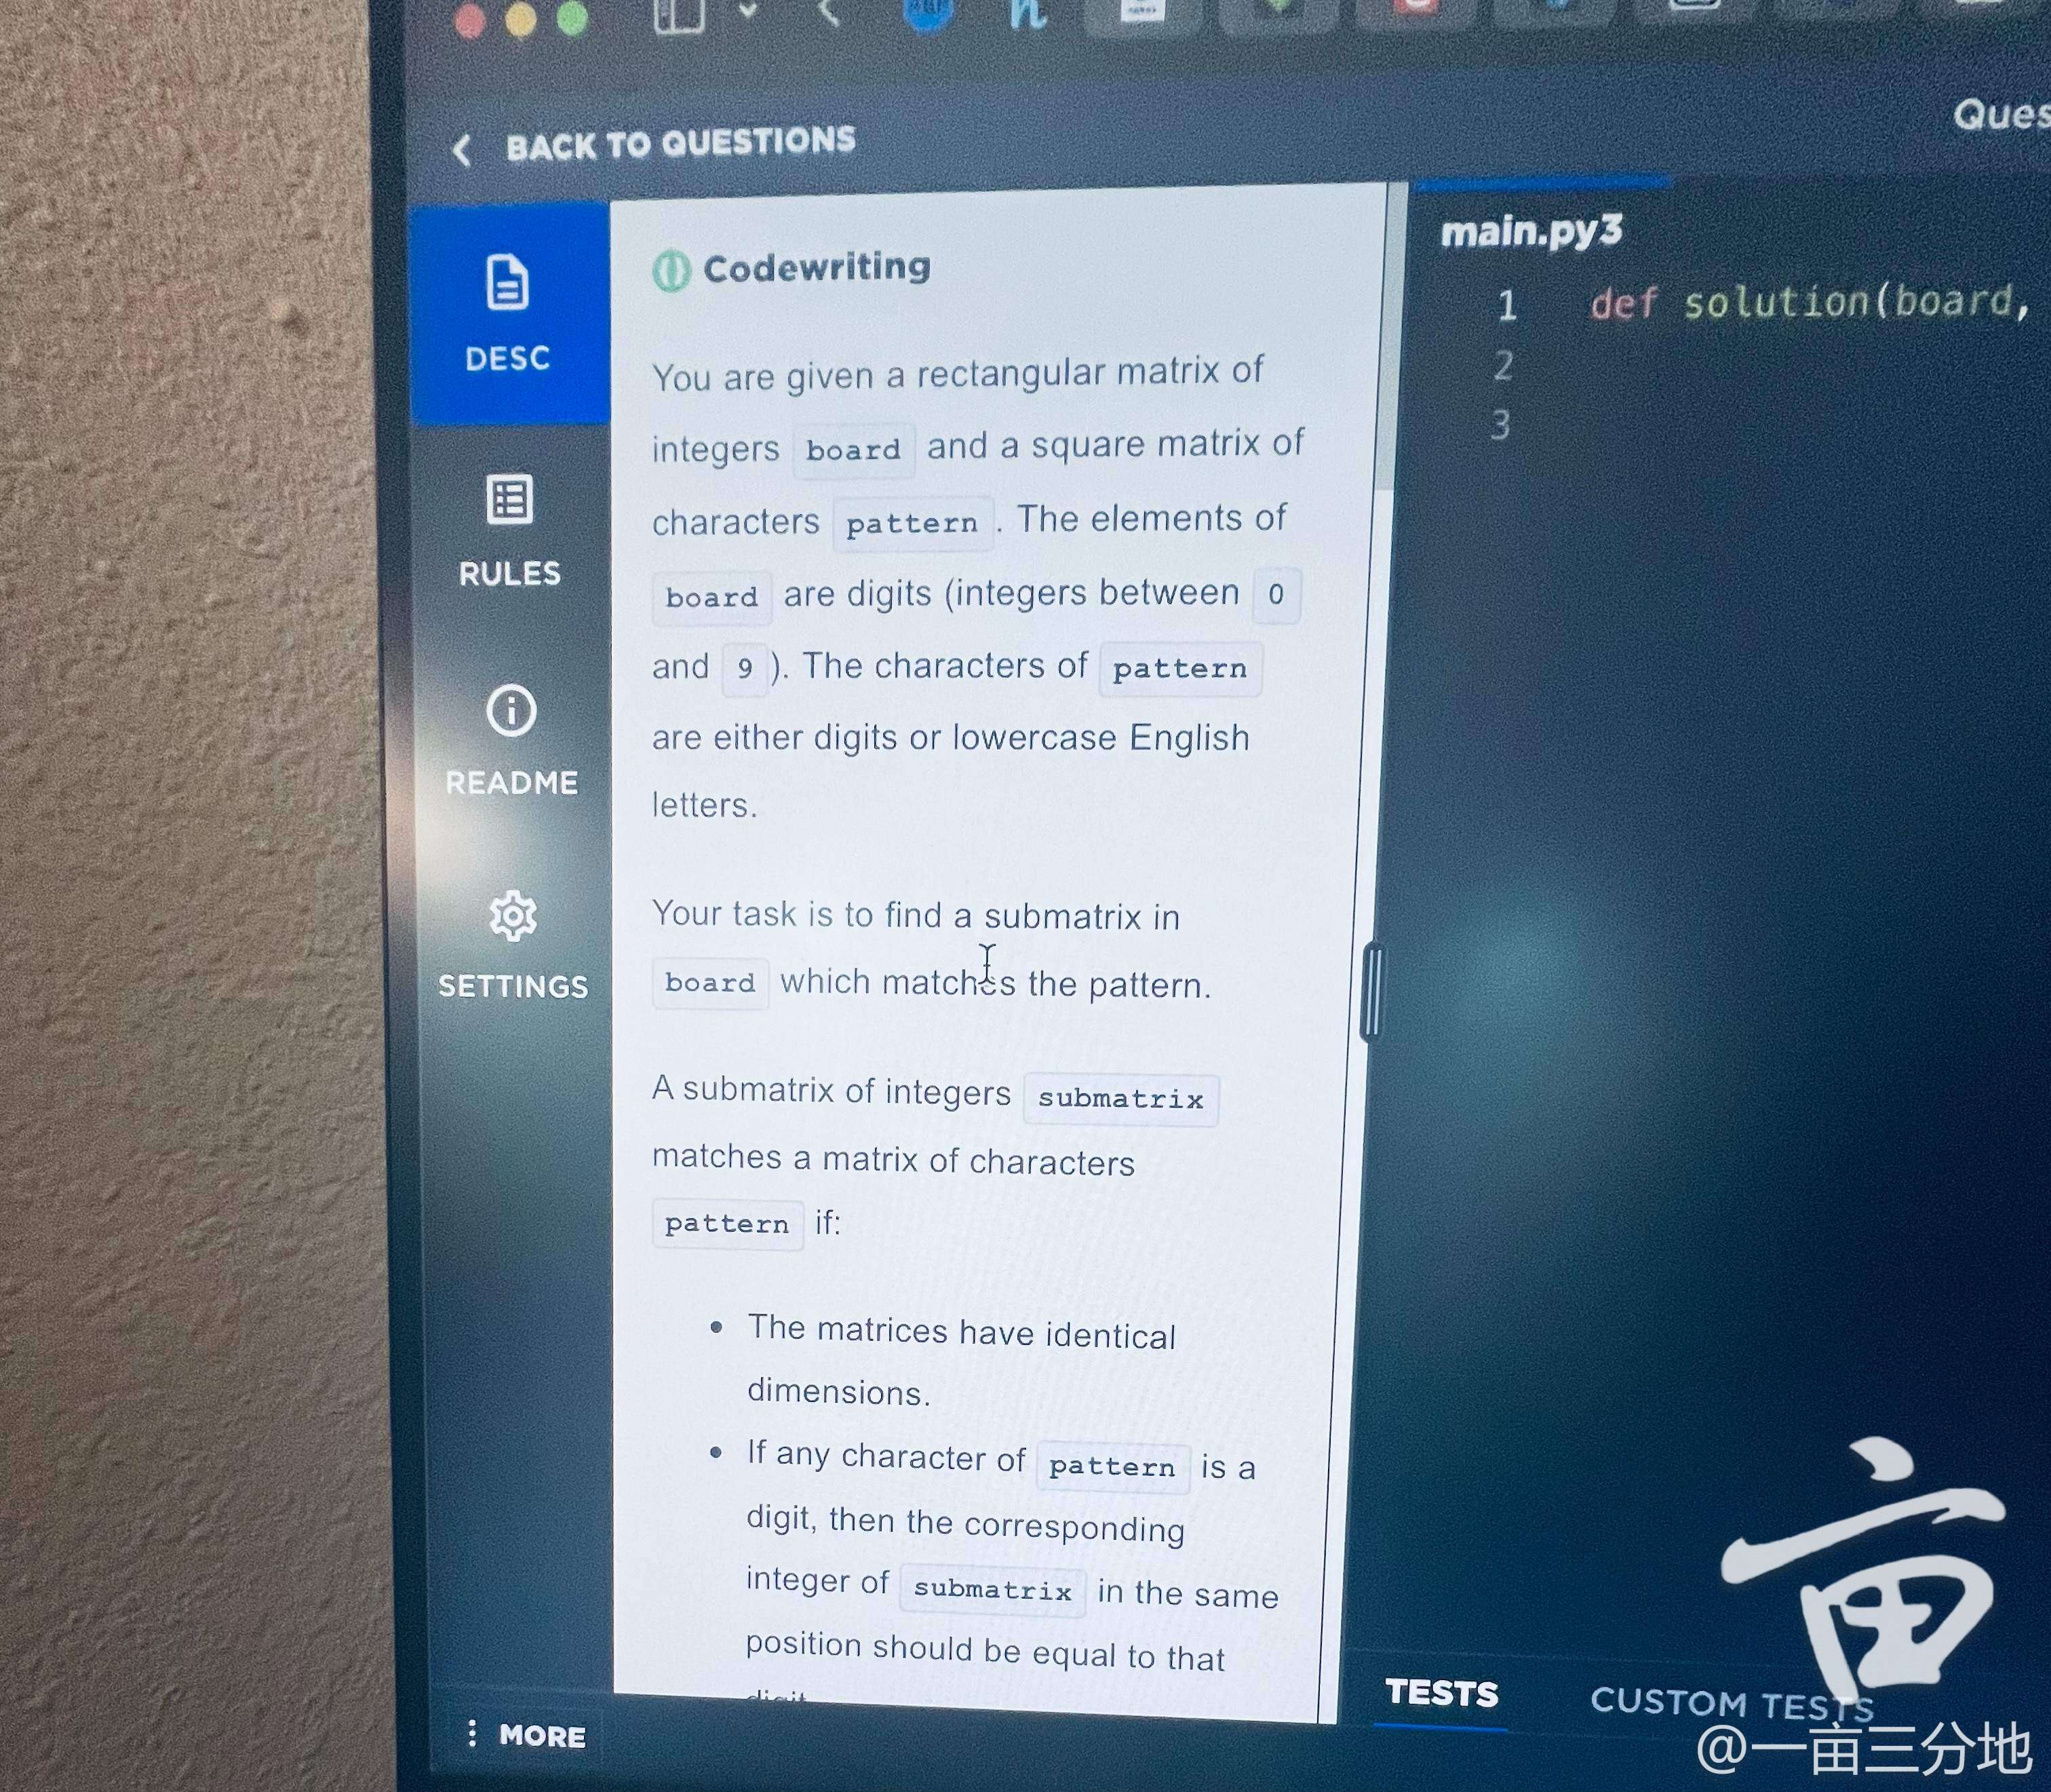 BACK TO QUESTIONS
Ques
DESC
RULES
README
SETTINGS
MORE
Codewriting
You are given a rectangular matrix of
integers board and a square matrix of
characters pattern . The elements of
board are digits (integers between 0
and 9 ). The characters of pattern
are either digits or lowercase English
letters.
Your task is to find a submatrix in
board which matches the pattern.
A submatrix of integers submatrix
matches a matrix of characters
pattern if:
• The matrices have identical
dimensions.
• If any character of pattern is a
digit, then the corresponding
integer of submatrix in the same
position should be equal to that
digit
main.py3
1 def solution(board,
2
3
TESTS
CUSTOM TESTS
亩
@一亩三分地